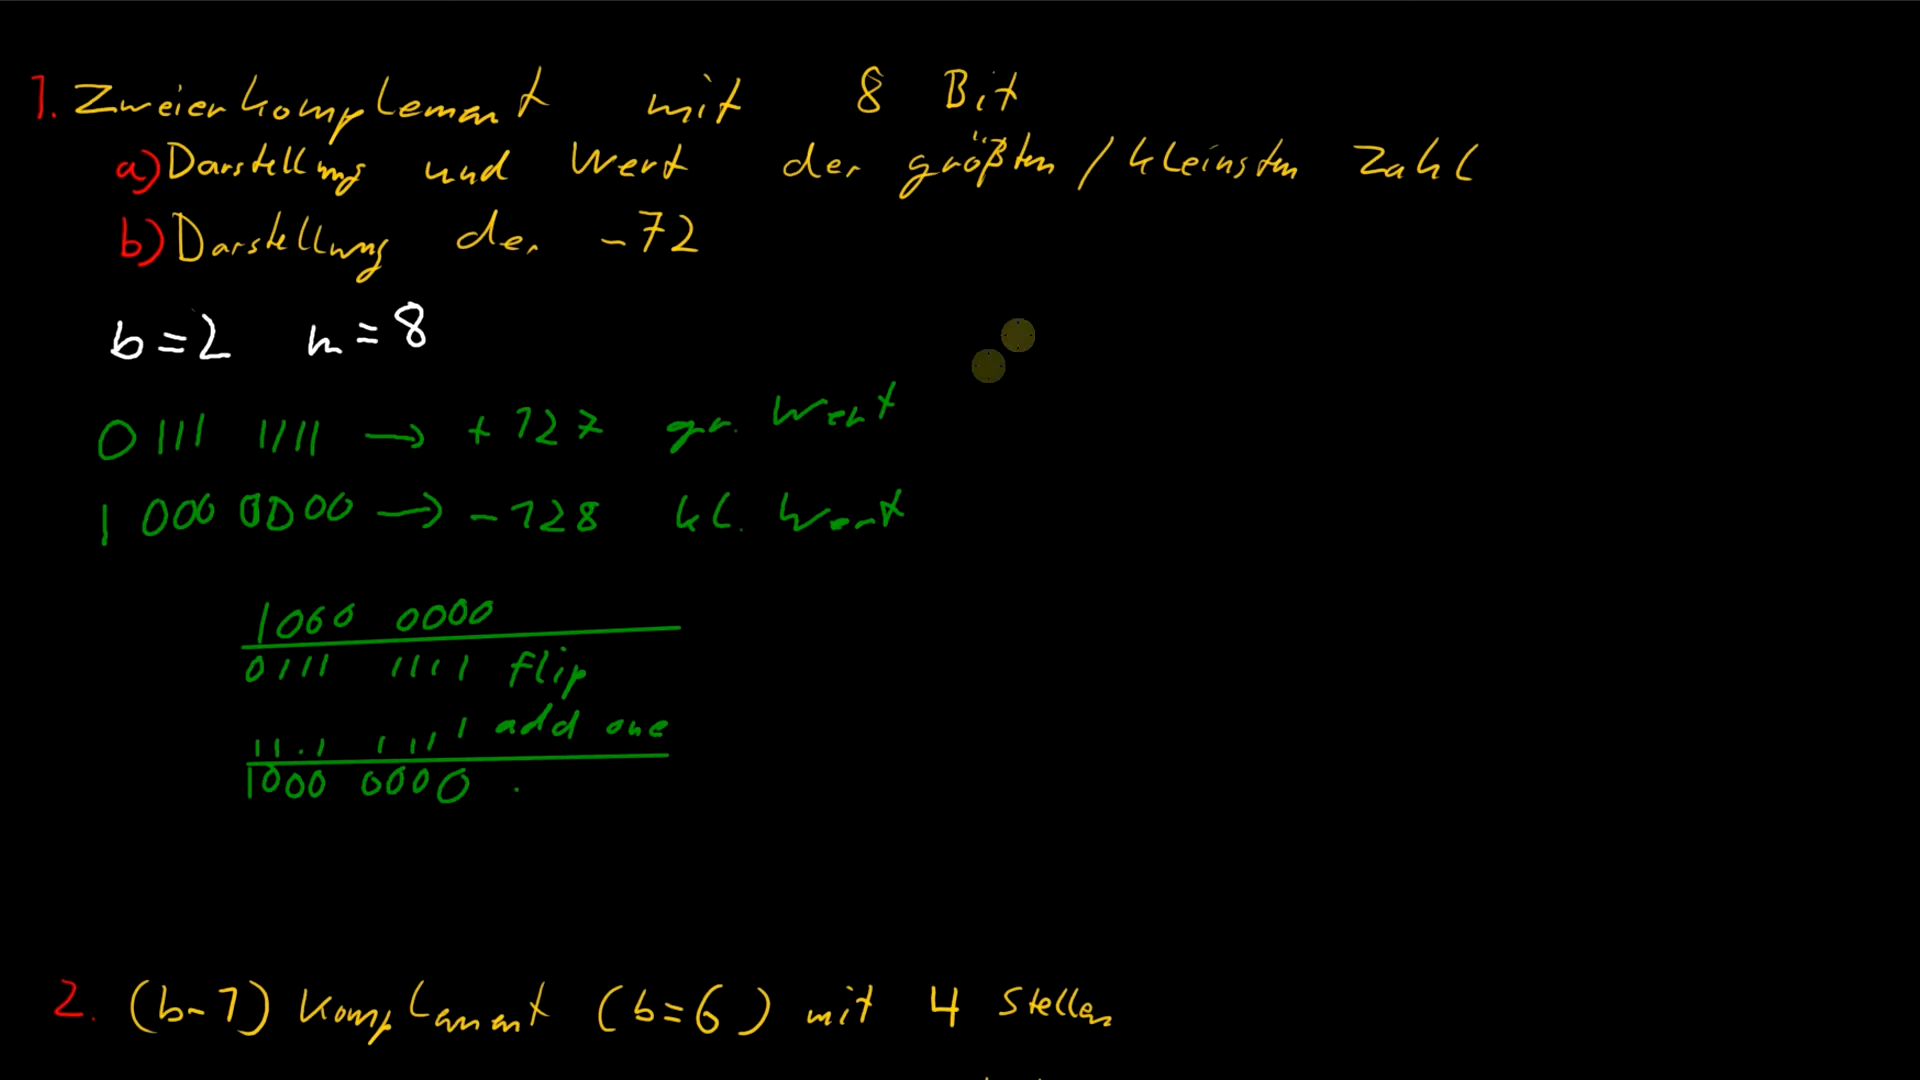 1. Zweierkomplement mit 8 Bit
a) Darstellung und Wert der größten / kleinsten Zahl
b) Darstellung der -72
b=2 n=8
0111 1111 → +127 gr. Wert
1000 0000 → -128 kl. Wert
1000 0000
0111 1111 flip
1111 1111 add one
1000 0000
2. (b-1) Komplement (b=6) mit 4 Stellen